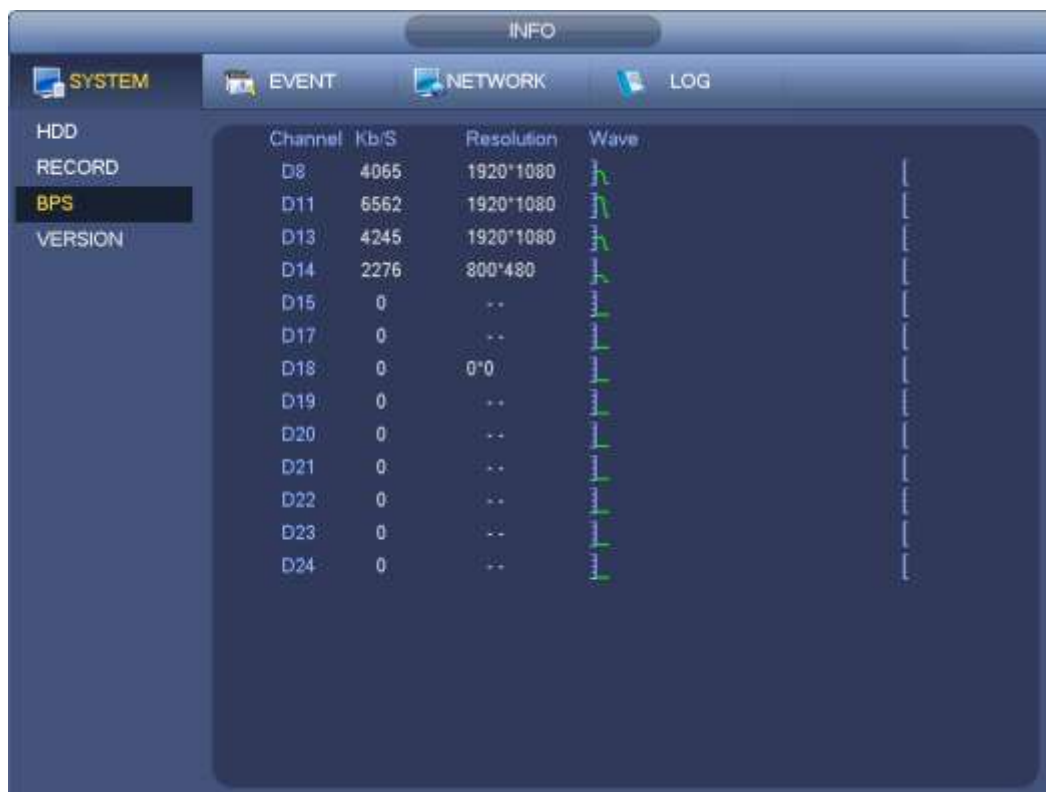 INFO
SYSTEM EVENT NETWORK LOG
HDD
RECORD
BPS
VERSION
Channel Kb/S Resolution Wave
D8 4065 1920*1080
D11 6562 1920*1080
D13 4245 1920*1080
D14 2276 800*480
D15 0 - -
D17 0 - -
D18 0 0*0
D19 0 - -
D20 0 - -
D21 0 - -
D22 0 - -
D23 0 - -
D24 0 - -